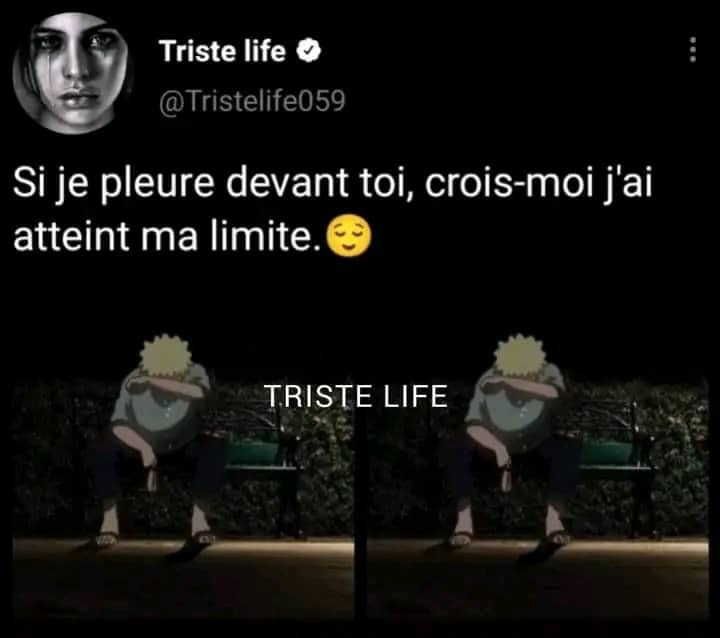 Triste life
@Tristelife059
Si je pleure devant toi, crois-moi j'ai
atteint ma limite.😌
TRISTE LIFE